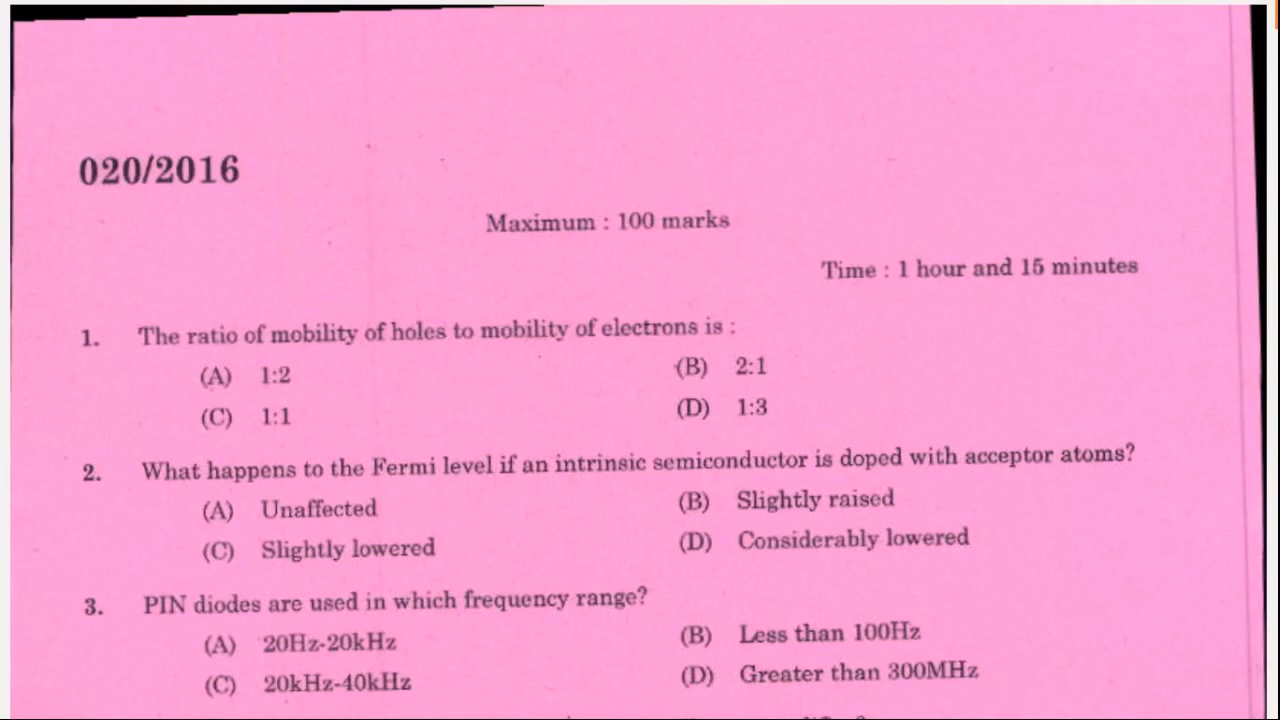 020/2016
Maximum : 100 marks
Time : 1 hour and 15 minutes
1. The ratio of mobility of holes to mobility of electrons is :
(A) 1:2 (B) 2:1
(C) 1:1 (D) 1:3
2. What happens to the Fermi level if an intrinsic semiconductor is doped with acceptor atoms?
(A) Unaffected (B) Slightly raised
(C) Slightly lowered (D) Considerably lowered
3. PIN diodes are used in which frequency range?
(A) 20Hz-20kHz (B) Less than 100Hz
(C) 20kHz-40kHz (D) Greater than 300MHz